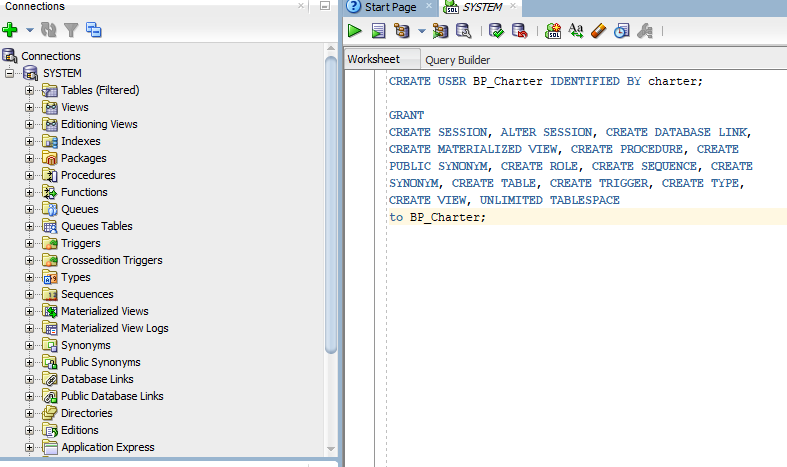 Connections
Start Page
SYSTEM
Worksheet
Query Builder
Connections
SYSTEM
Tables (Filtered)
Views
Editioning Views
Indexes
Packages
Procedures
Functions
Queues
Queues Tables
Triggers
Crossedition Triggers
Types
Sequences
Materialized Views
Materialized View Logs
Synonyms
Public Synonyms
Database Links
Public Database Links
Directories
Editions
Application Express
CREATE USER BP_Charter IDENTIFIED BY charter;
GRANT
CREATE SESSION, ALTER SESSION, CREATE DATABASE LINK,
CREATE MATERIALIZED VIEW, CREATE PROCEDURE, CREATE
PUBLIC SYNONYM, CREATE ROLE, CREATE SEQUENCE, CREATE
SYNONYM, CREATE TABLE, CREATE TRIGGER, CREATE TYPE,
CREATE VIEW, UNLIMITED TABLESPACE
to BP_Charter;